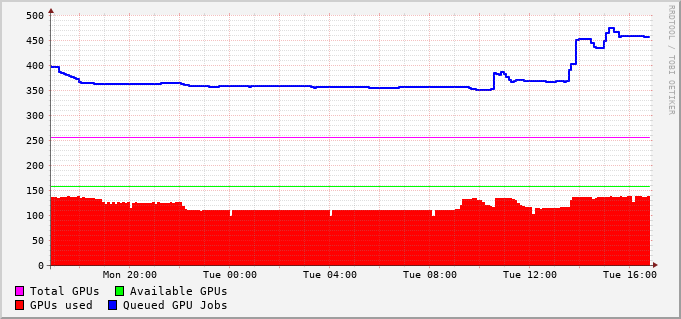 500
450
400
350
300
250
200
150
100
50
0
Mon 20:00 Tue 00:00 Tue 04:00 Tue 08:00 Tue 12:00 Tue 16:00
Total GPUs Available GPUs
GPUs used Queued GPU Jobs
RRDTOOL / TOBI OETIKER